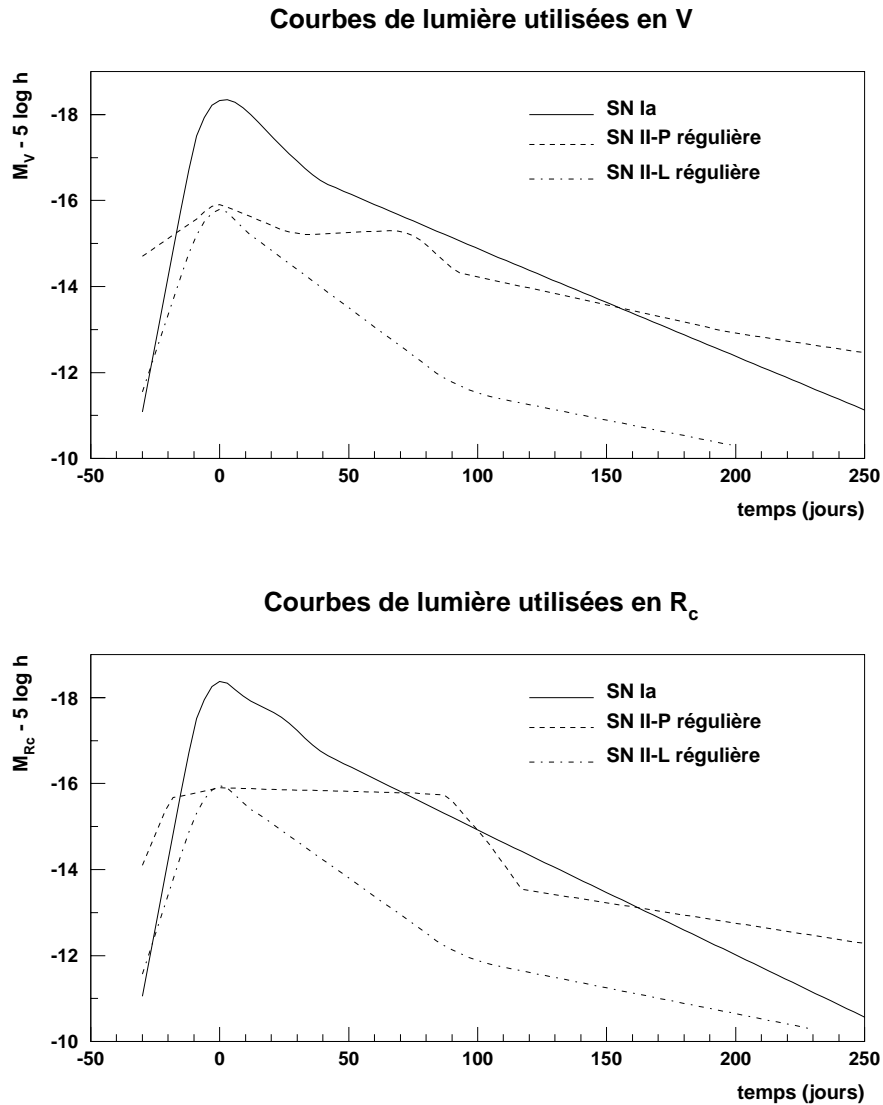 Courbes de lumière utilisées en V
M_V - 5 log h
-18
-16
-14
-12
-10
SN Ia
SN II-P régulière
SN II-L régulière
-50 0 50 100 150 200 250
temps (jours)
Courbes de lumière utilisées en R_c
M_Rc - 5 log h
-18
-16
-14
-12
-10
SN Ia
SN II-P régulière
SN II-L régulière
-50 0 50 100 150 200 250
temps (jours)